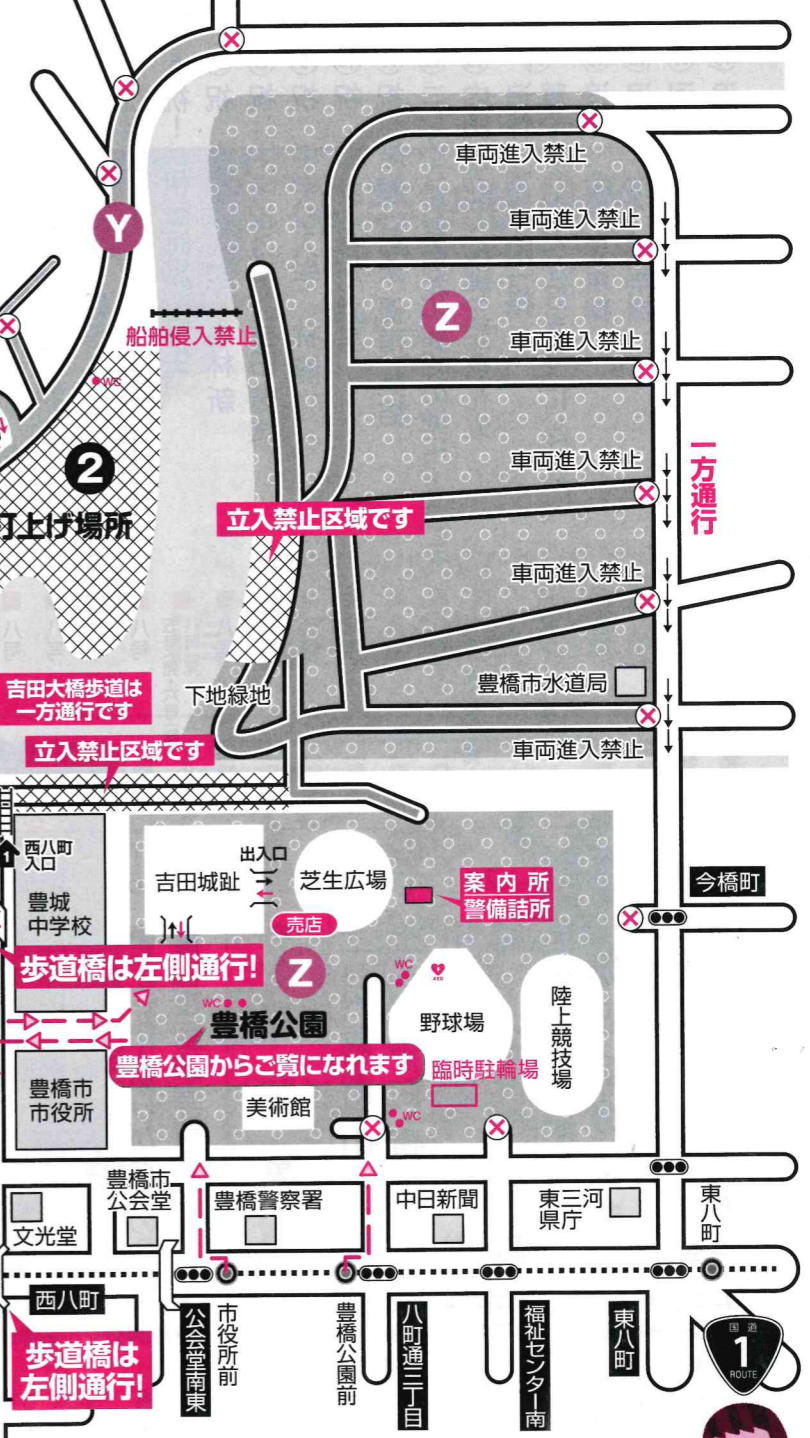 車両進入禁止
車両進入禁止
Y
Z
船舶侵入禁止
車両進入禁止
WC
2
車両進入禁止
一方通行
打上げ場所
立入禁止区域です
車両進入禁止
吉田大橋歩道は
一方通行です
下地緑地
豊橋市水道局
車両進入禁止
立入禁止区域です
1
西八町
入口
豊城
中学校
吉田城趾
出入口
芝生広場
売店
案内所
警備詰所
今橋町
歩道橋は左側通行!
Z
WC
AED
WC
豊橋公園
野球場
陸上競技場
豊橋公園からご覧になれます
臨時駐輪場
豊橋市
市役所
美術館
WC
豊橋市
公会堂
豊橋警察署
中日新聞
東三河
県庁
東八町
文光堂
西八町
公会堂南東
市役所前
豊橋公園前
八町通三丁目
福祉センター南
東八町
国道
1
ROUTE
歩道橋は
左側通行!